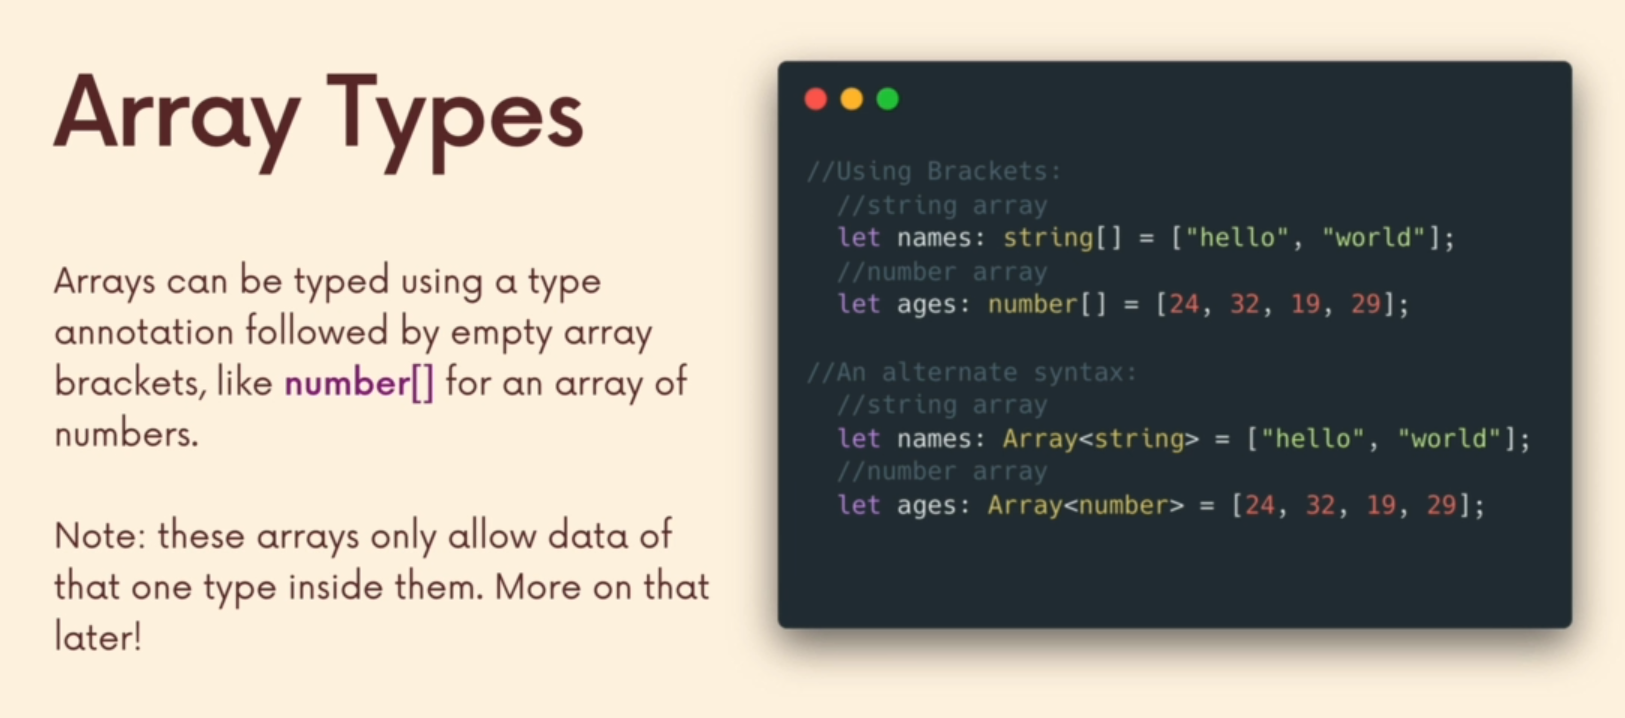 Array Types
Arrays can be typed using a type
annotation followed by empty array
brackets, like number[] for an array of
numbers.
Note: these arrays only allow data of
that one type inside them. More on that
later!
//Using Brackets:
//string array
let names: string[] = ["hello", "world"];
//number array
let ages: number[] = [24, 32, 19, 29];
//An alternate syntax:
//string array
let names: Array<string> = ["hello", "world"];
//number array
let ages: Array<number> = [24, 32, 19, 29];